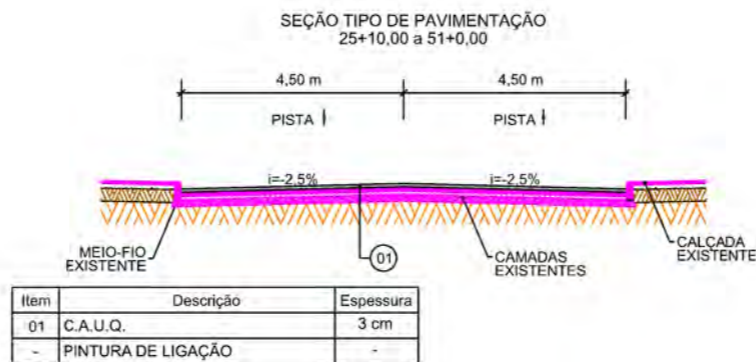 SEÇÃO TIPO DE PAVIMENTAÇÃO
25+10,00 a 51+0,00
4,50 m 4,50 m
PISTA PISTA
i=-2,5% i=-2,5%
MEIO-FIO
EXISTENTE
01
CAMADAS
EXISTENTES
CALÇADA
EXISTENTE
Item Descrição Espessura
01 C.A.U.Q. 3 cm
- PINTURA DE LIGAÇÃO -